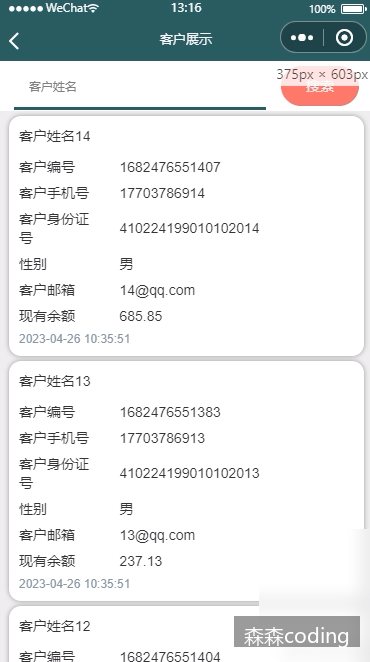 WeChat
13:16
100%
客户展示
375px × 603px
客户姓名
搜索
客户姓名14
客户编号 1682476551407
客户手机号 17703786914
客户身份证号 410224199010102014
性别 男
客户邮箱 14@qq.com
现有余额 685.85
2023-04-26 10:35:51
客户姓名13
客户编号 1682476551383
客户手机号 17703786913
客户身份证号 410224199010102013
性别 男
客户邮箱 13@qq.com
现有余额 237.13
2023-04-26 10:35:51
客户姓名12
客户编号 1682476551404
森森coding